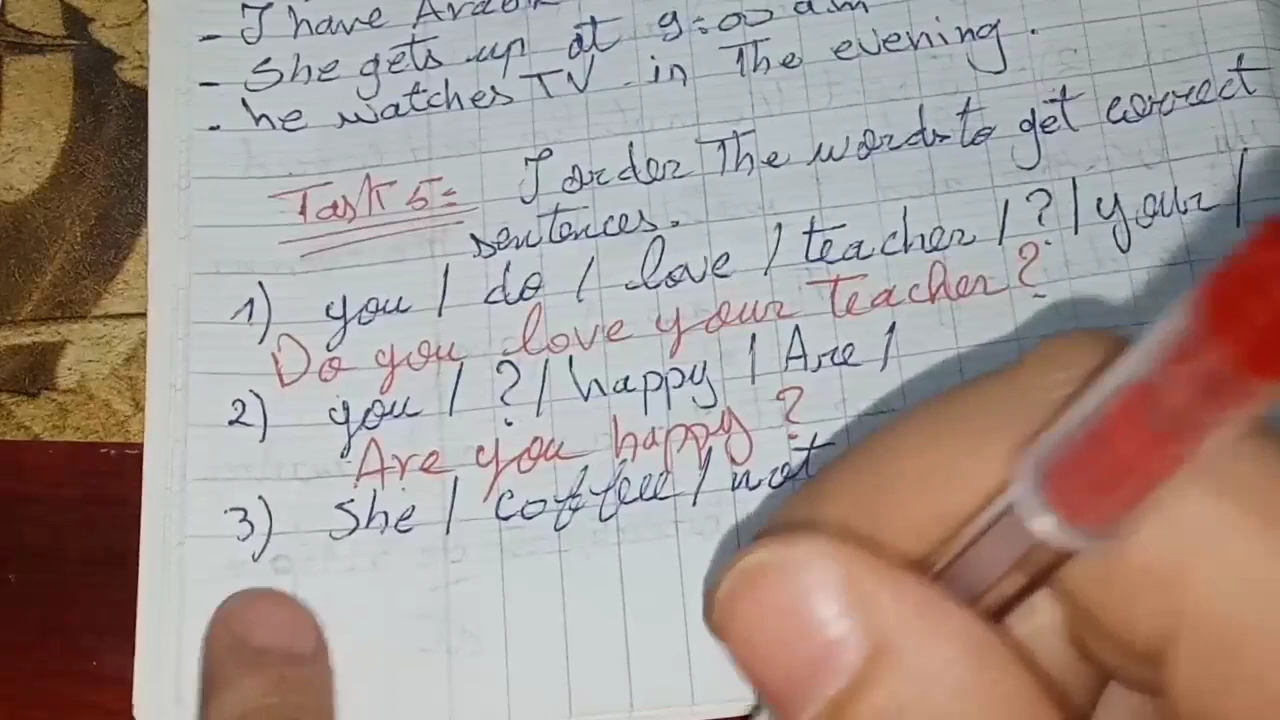 - I have Arab
- She gets up at 9:00 am
. he watches TV in The evening.
Task 5: I order The words to get correct
sentences.
1) you / do / love / teacher / ? / your /
Do you love your teacher?
2) you / ? / happy / Are /
Are you happy?
3) She / coffee / not